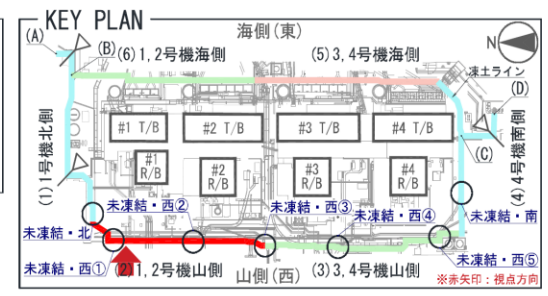 KEY PLAN
海側(東)
(A)
(B)
(6)1,2号機海側
(5)3,4号機海側
N
凍土ライン
(D)
#1 T/B
#2 T/B
#3 T/B
#4 T/B
(1)1号機北側
(C)
(4)4号機南側
#1
R/B
#2
R/B
#3
R/B
#4
R/B
未凍結・西②
未凍結・西③
未凍結・西④
未凍結・南
未凍結・北
未凍結・西①
(2)1,2号機山側
山側(西)
(3)3,4号機山側
未凍結・西⑤
※赤矢印:視点方向